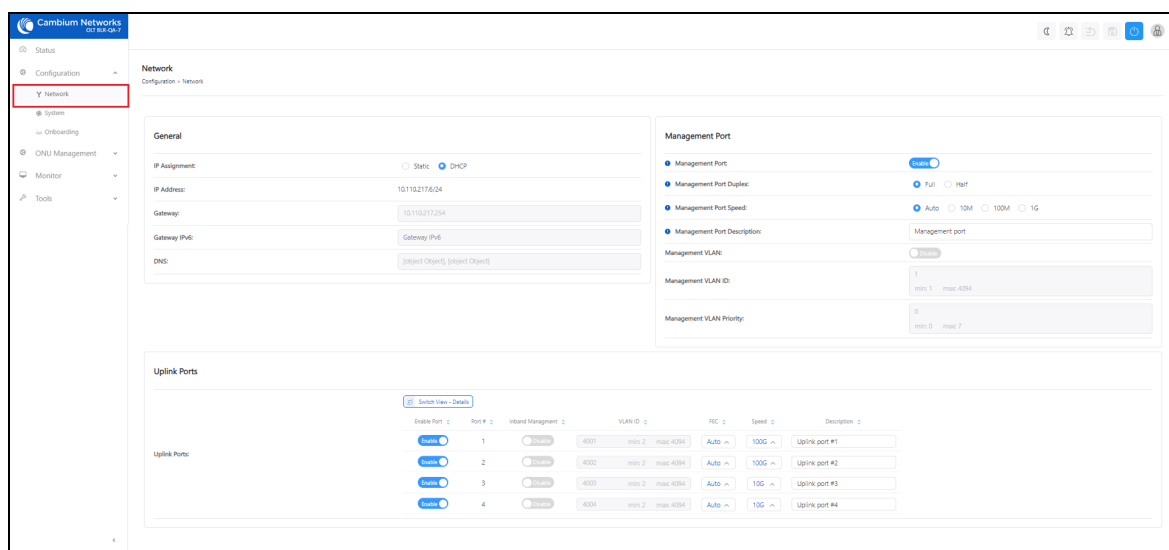 Cambium Networks
OLT BLR-QA-7
Status
Configuration
Network
System
Onboarding
ONU Management
Monitor
Tools
Network
Configuration > Network
General
IP Assignment: Static DHCP
IP Address: 10.110.217.6/24
Gateway: 10.110.217.254
Gateway IPv6: Gateway IPv6
DNS: [object Object], [object Object]
Management Port
Management Port: Enable
Management Port Duplex: Full Half
Management Port Speed: Auto 10M 100M 1G
Management Port Description: Management port
Management VLAN: Disable
Management VLAN ID: 1
min: 1 max: 4094
Management VLAN Priority: 0
min: 0 max: 7
Uplink Ports
Switch View - Details
Enable Port Port # Inband Managment VLAN ID FEC Speed Description
Uplink Ports:
Enable 1 Disable 4001 min: 2 max: 4094 Auto 100G Uplink port #1
Enable 2 Disable 4002 min: 2 max: 4094 Auto 100G Uplink port #2
Enable 3 Disable 4003 min: 2 max: 4094 Auto 10G Uplink port #3
Enable 4 Disable 4004 min: 2 max: 4094 Auto 10G Uplink port #4